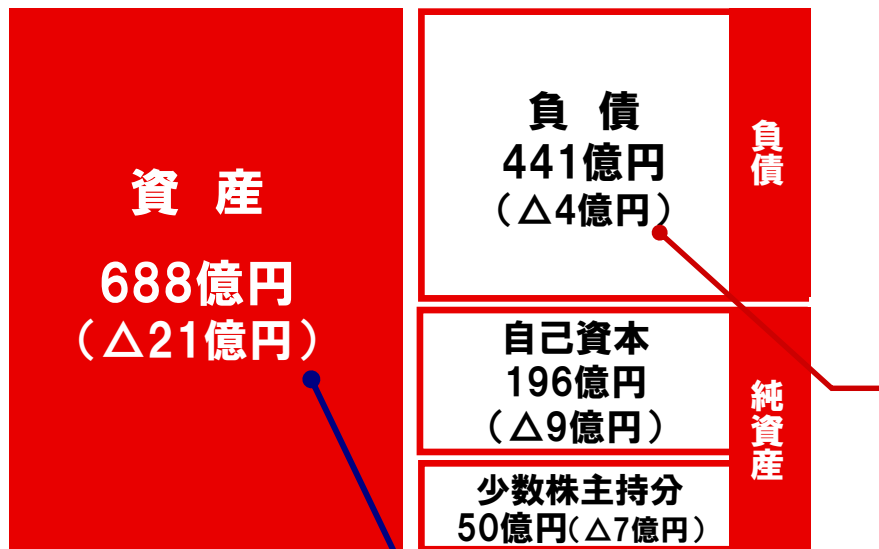 資 産
688億円
（△21億円）
負 債
441億円
（△4億円）
負債
自己資本
196億円
（△9億円）
少数株主持分
50億円（△7億円）
純資産